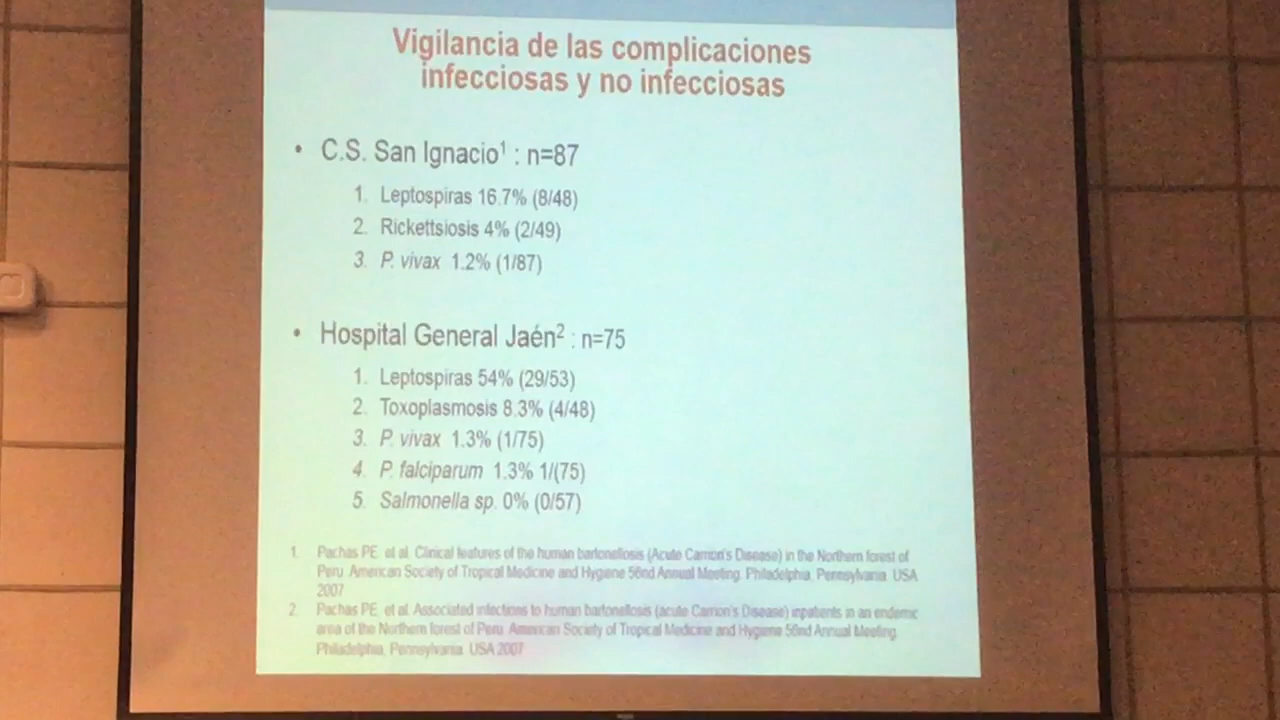 Vigilancia de las complicaciones
infecciosas y no infecciosas
• C.S. San Ignacio¹ : n=87
1. Leptospiras 16.7% (8/48)
2. Rickettsiosis 4% (2/49)
3. P. vivax 1.2% (1/87)
• Hospital General Jaén² : n=75
1. Leptospiras 54% (29/53)
2. Toxoplasmosis 8.3% (4/48)
3. P. vivax 1.3% (1/75)
4. P. falciparum 1.3% 1/(75)
5. Salmonella sp. 0% (0/57)
1. Pachas PE, et al. Clinical features of the human bartonellosis (Acute Carrion's Disease) in the Northern forest of
Peru. American Society of Tropical Medicine and Hygiene 56nd Annual Meeting. Philadelphia, Pennsylvania. USA
2007
2. Pachas PE, et al. Associated infections to human bartonellosis (acute Carrion's Disease) inpatients in an endemic
area of the Northern forest of Peru. American Society of Tropical Medicine and Hygiene 56nd Annual Meeting.
Philadelphia, Pennsylvania. USA 2007